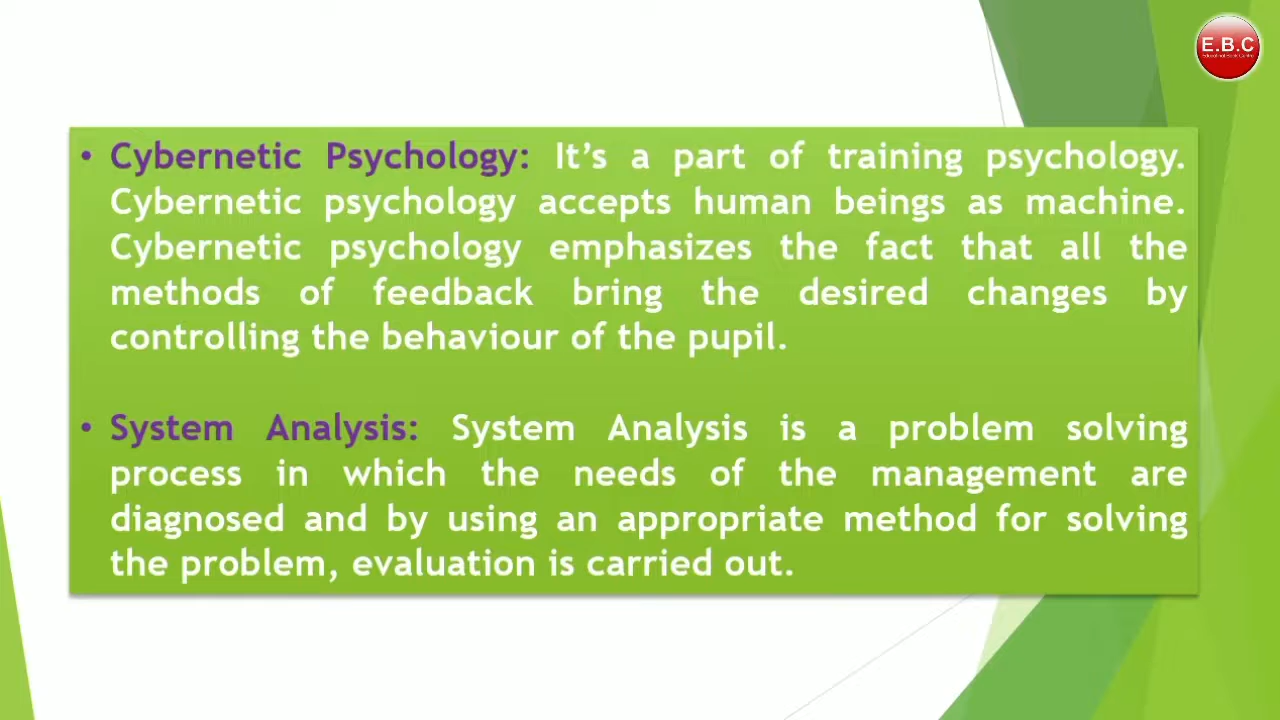 E.B.C
• Cybernetic Psychology: It’s a part of training psychology.
Cybernetic psychology accepts human beings as machine.
Cybernetic psychology emphasizes the fact that all the
methods of feedback bring the desired changes by
controlling the behaviour of the pupil.
• System Analysis: System Analysis is a problem solving
process in which the needs of the management are
diagnosed and by using an appropriate method for solving
the problem, evaluation is carried out.